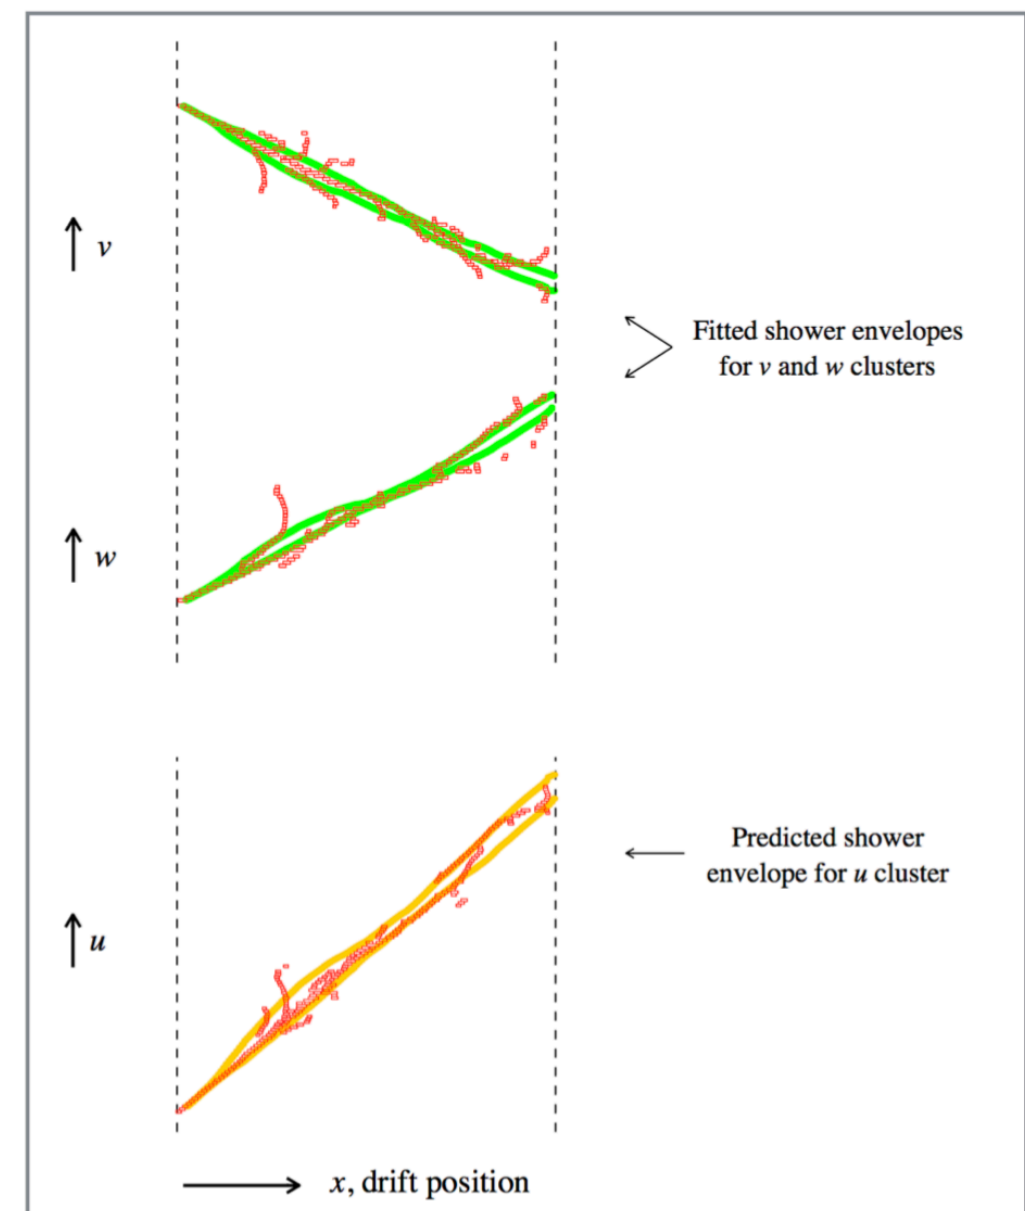 v
Fitted shower envelopes
for v and w clusters
w
Predicted shower
envelope for u cluster
u
x, drift position